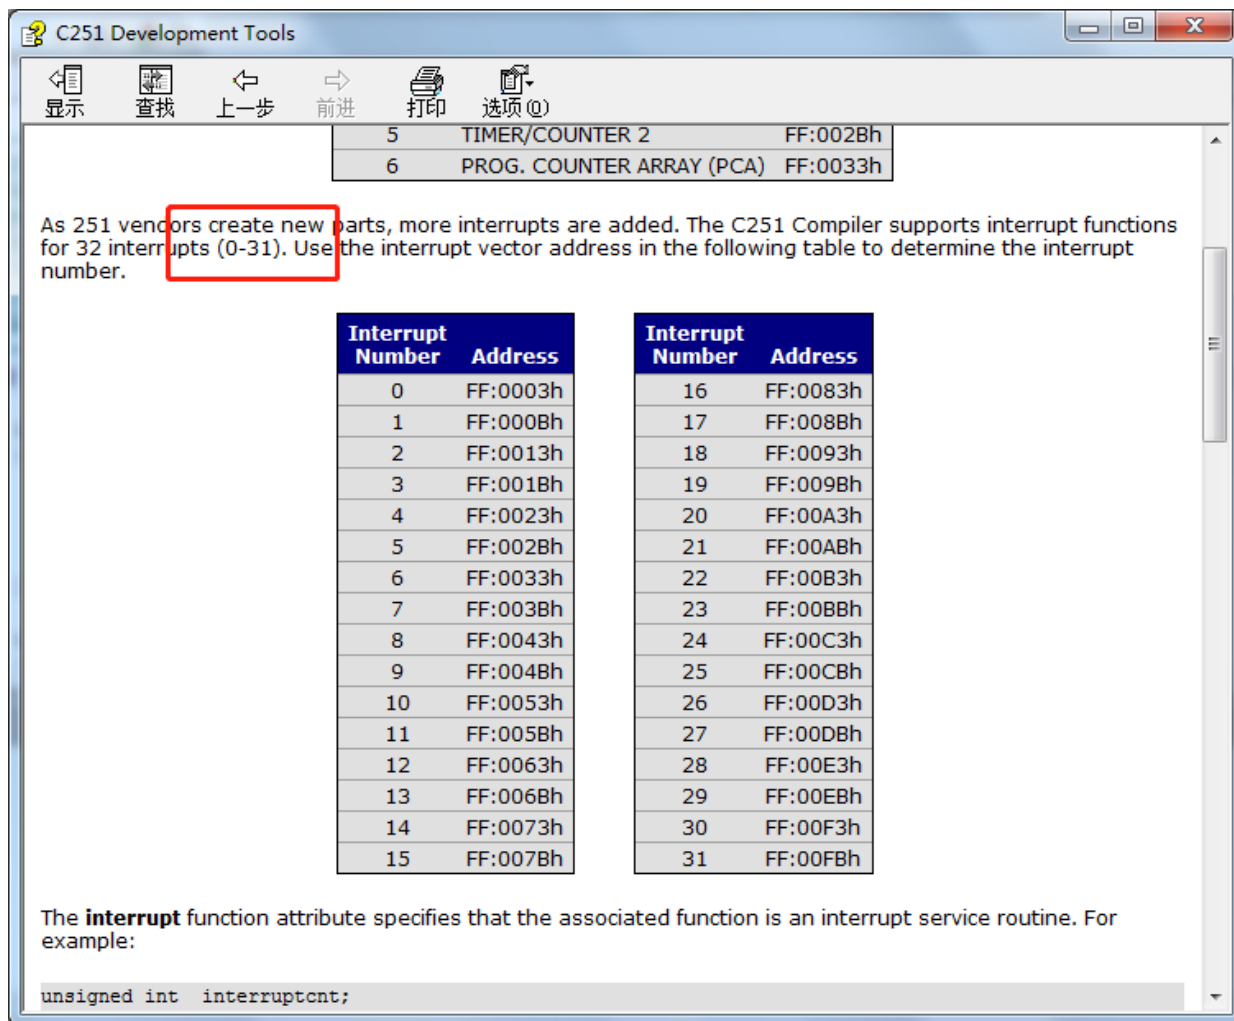 C251 Development Tools
显示 查找 上一步 前进 打印 选项(O)
5 TIMER/COUNTER 2 FF:002Bh
6 PROG. COUNTER ARRAY (PCA) FF:0033h
As 251 vendors create new parts, more interrupts are added. The C251 Compiler supports interrupt functions
for 32 interrupts (0-31). Use the interrupt vector address in the following table to determine the interrupt
number.
Interrupt Interrupt
Number Address Number Address
0 FF:0003h 16 FF:0083h
1 FF:000Bh 17 FF:008Bh
2 FF:0013h 18 FF:0093h
3 FF:001Bh 19 FF:009Bh
4 FF:0023h 20 FF:00A3h
5 FF:002Bh 21 FF:00ABh
6 FF:0033h 22 FF:00B3h
7 FF:003Bh 23 FF:00BBh
8 FF:0043h 24 FF:00C3h
9 FF:004Bh 25 FF:00CBh
10 FF:0053h 26 FF:00D3h
11 FF:005Bh 27 FF:00DBh
12 FF:0063h 28 FF:00E3h
13 FF:006Bh 29 FF:00EBh
14 FF:0073h 30 FF:00F3h
15 FF:007Bh 31 FF:00FBh
The interrupt function attribute specifies that the associated function is an interrupt service routine. For
example:
unsigned int interruptcnt;